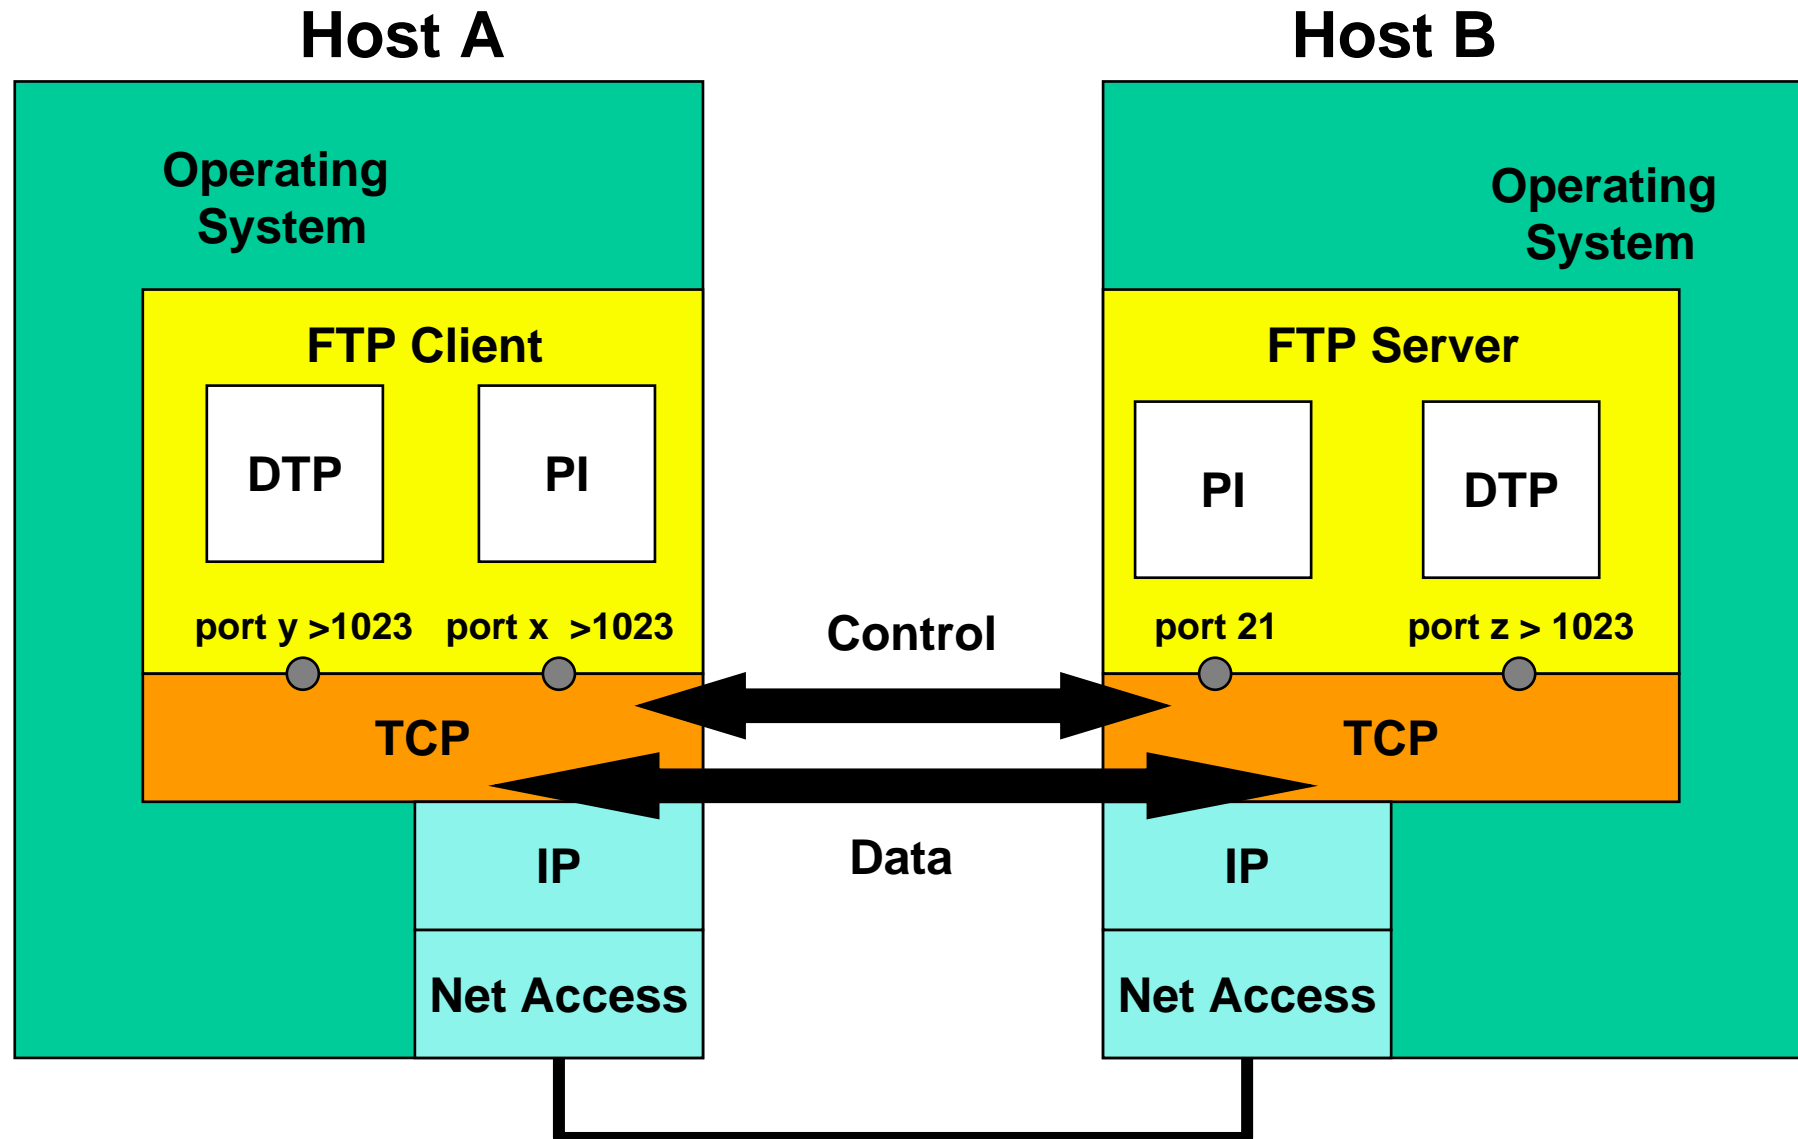 Host A
Host B
Operating
System
Operating
System
FTP Client
FTP Server
DTP
PI
PI
DTP
port y >1023
port x >1023
Control
port 21
port z > 1023
TCP
TCP
Data
IP
IP
Net Access
Net Access